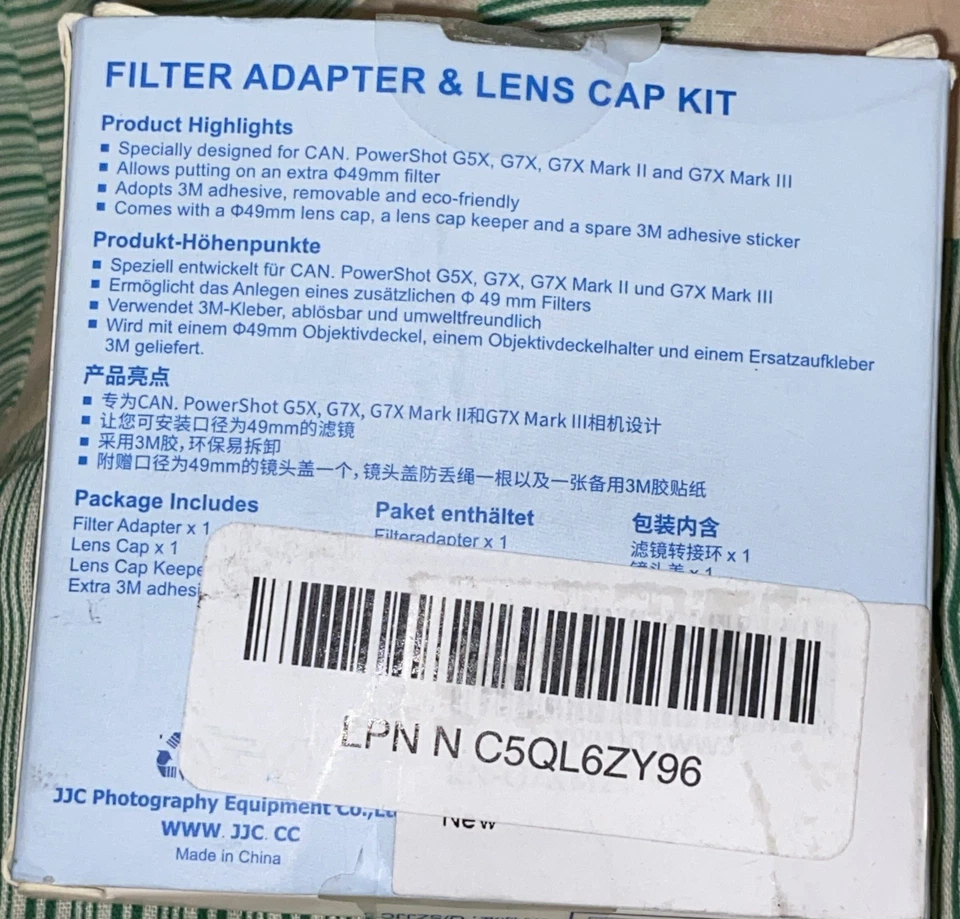 FILTER ADAPTER & LENS CAP KIT
Product Highlights
▪ Specially designed for CAN. PowerShot G5X, G7X, G7X Mark II and G7X Mark III
▪ Allows putting on an extra Φ49mm filter
▪ Adopts 3M adhesive, removable and eco-friendly
▪ Comes with a Φ49mm lens cap, a lens cap keeper and a spare 3M adhesive sticker
Produkt-Höhenpunkte
▪ Speziell entwickelt für CAN. PowerShot G5X, G7X, G7X Mark II und G7X Mark III
▪ Ermöglicht das Anlegen eines zusätzlichen Φ 49 mm Filters
▪ Verwendet 3M-Kleber, ablösbar und umweltfreundlich
▪ Wird mit einem Φ49mm Objektivdeckel, einem Objektivdeckelhalter und einem Ersatzaufkleber
3M geliefert.
产品亮点
▪ 专为CAN. PowerShot G5X, G7X, G7X Mark II和G7X Mark III相机设计
▪ 让您可安装口径为49mm的滤镜
▪ 采用3M胶，环保易拆卸
▪ 附赠口径为49mm的镜头盖一个，镜头盖防丢绳一根以及一张备用3M胶贴纸
Package Includes
Filter Adapter x 1
Lens Cap x 1
Lens Cap Keepe
Extra 3M adhesi
Paket enthältet
Filteradapter x 1
包装内含
滤镜转接环 x 1
镜头盖 x 1
LPN N C5QL6ZY96
New
JJC Photography Equipment Co.,Lt
WWW. JJC. CC
Made in China